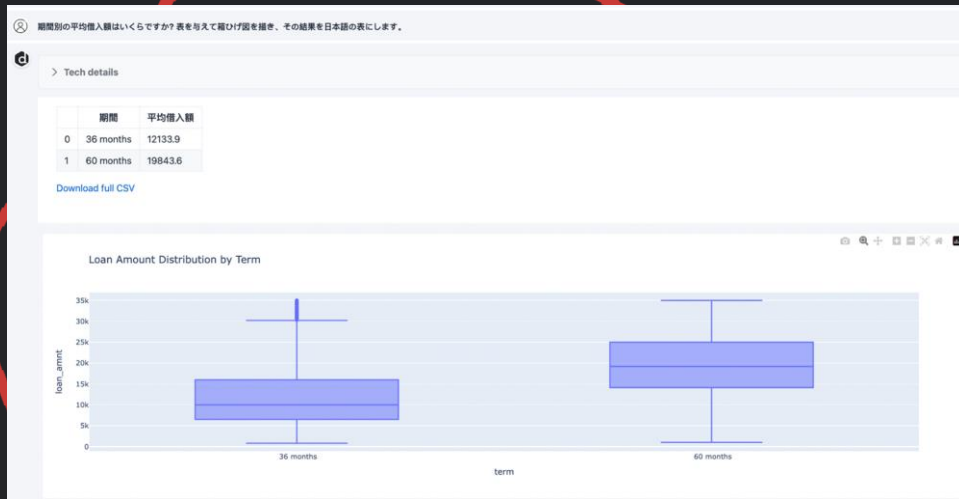 期間別の平均借入額はいくらですか? 表を与えて箱ひげ図を描き、その結果を日本語の表にします。
Tech details
期間 平均借入額
0 36 months 12133.9
1 60 months 19843.6
Download full CSV
Loan Amount Distribution by Term
35k
30k
25k
20k
15k
10k
5k
0
loan_amnt
36 months 60 months
term